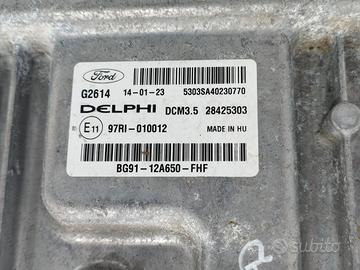 Ford
G2614 14-01-23 5303SA40230770
DELPHI DCM3.5 28425303
E11 97RI-010012 MADE IN HU
BG91-12A650-FHF
subito